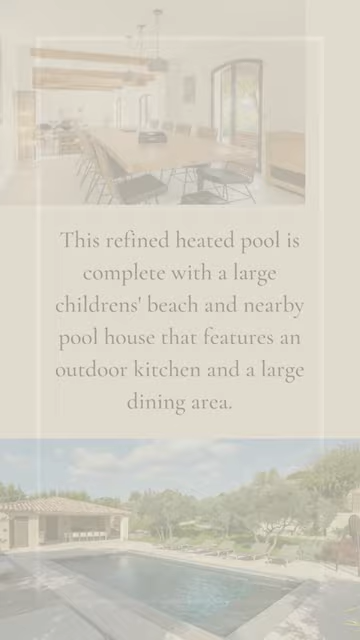 This refined heated pool is
complete with a large
childrens' beach and nearby
pool house that features an
outdoor kitchen and a large
dining area.